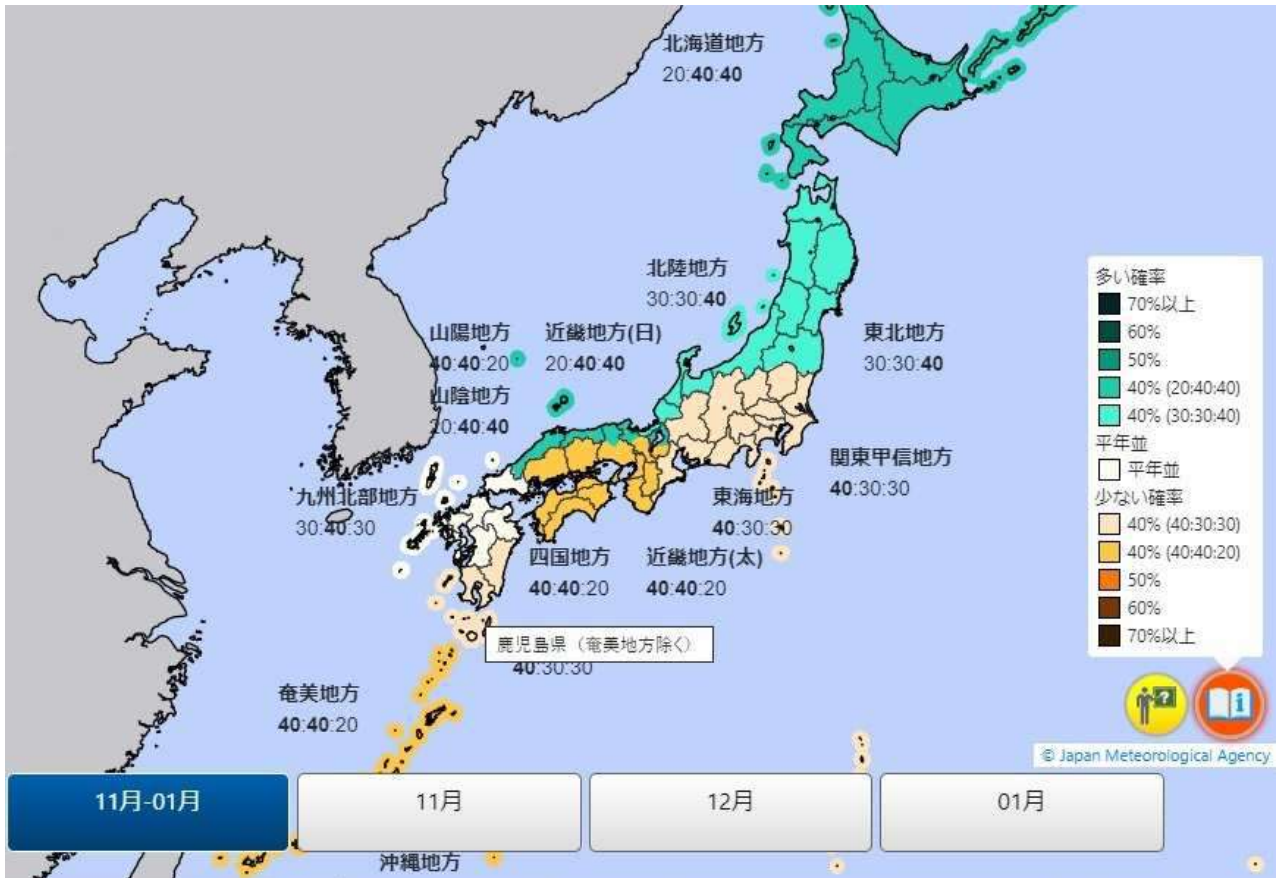 北海道地方
20:40:40
北陸地方
30:30:40
山陽地方
40:40:20
近畿地方(日)
20:40:40
東北地方
30:30:40
山陰地方
20:40:40
関東甲信地方
40:30:30
九州北部地方
30:40:30
東海地方
40:30:30
四国地方
40:40:20
近畿地方(太)
40:40:20
鹿児島県（奄美地方除く）
40:30:30
奄美地方
40:40:20
多い確率
70%以上
60%
50%
40% (20:40:40)
40% (30:30:40)
平年並
平年並
少ない確率
40% (40:30:30)
40% (40:40:20)
50%
60%
70%以上
?
i
© Japan Meteorological Agency
11月-01月
11月
12月
01月
沖縄地方